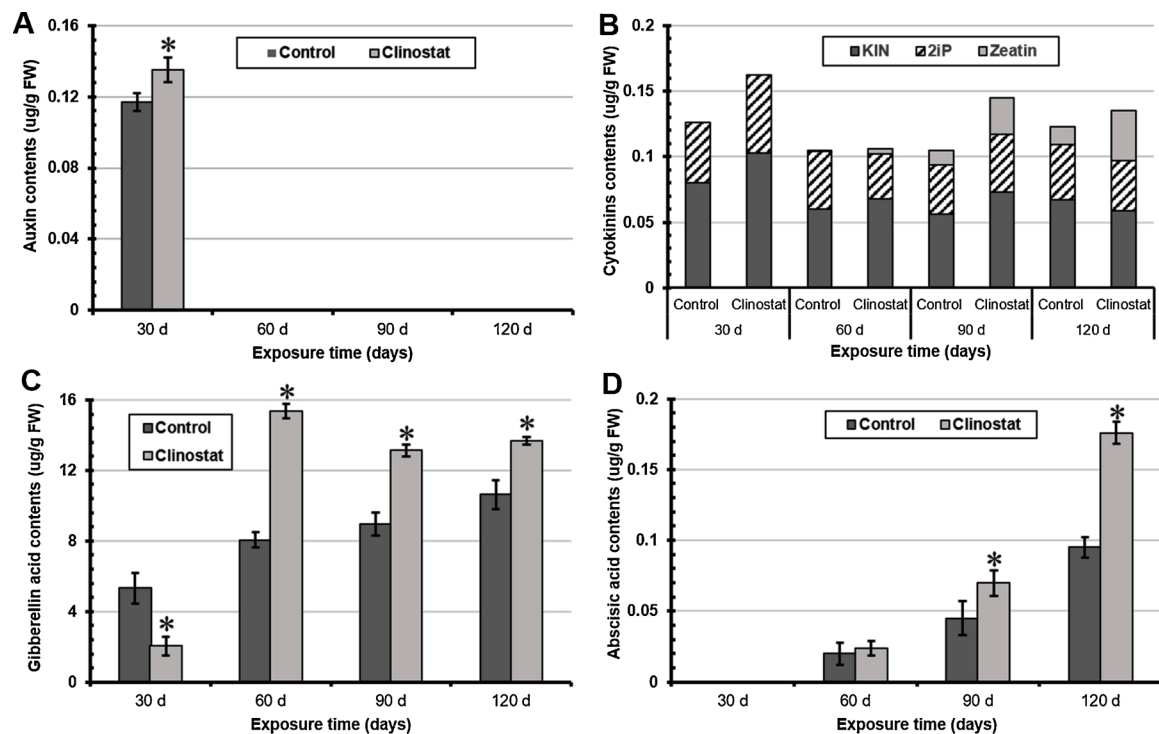 A
Auxin contents (ug/g FW)
0.16
0.12
0.08
0.04
0
Control Clinostat
*
30 d 60 d 90 d 120 d
Exposure time (days)
B
Cytokinins contents (ug/g FW)
0.2
0.15
0.1
0.05
0
KIN 2iP Zeatin
Control Clinostat Control Clinostat Control Clinostat Control Clinostat
30 d 60 d 90 d 120 d
Exposure time (days)
C
Gibberellin acid contents (ug/g FW)
16
12
8
4
0
Control
Clinostat
* * * *
30 d 60 d 90 d 120 d
Exposure time (days)
D
Abscisic acid contents (ug/g FW)
0.2
0.15
0.1
0.05
0
Control Clinostat
* *
30 d 60 d 90 d 120 d
Exposure time (days)